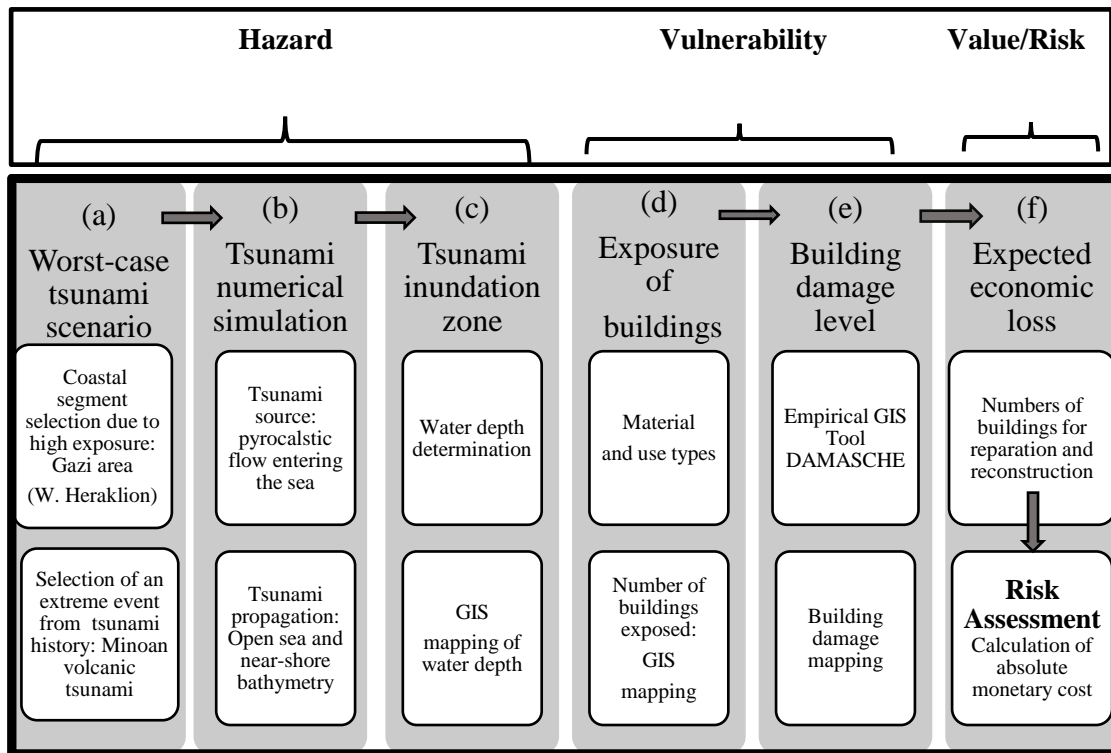 Hazard
Vulnerability
Value/Risk
(a)
Worst-case
tsunami
scenario
Coastal
segment
selection due to
high exposure:
Gazi area
(W. Heraklion)
Selection of an
extreme event
from tsunami
history: Minoan
volcanic
tsunami
(b)
Tsunami
numerical
simulation
Tsunami
source:
pyrocalstic
flow entering
the sea
Tsunami
propagation:
Open sea and
near-shore
bathymetry
(c)
Tsunami
inundation
zone
Water depth
determination
GIS
mapping of
water depth
(d)
Exposure
of
buildings
Material
and use types
Number of
buildings
exposed:
GIS
mapping
(e)
Building
damage
level
Empirical GIS
Tool
DAMASCHE
Building
damage
mapping
(f)
Expected
economic
loss
Numbers of
buildings for
reparation and
reconstruction
Risk
Assessment
Calculation of
absolute
monetary cost